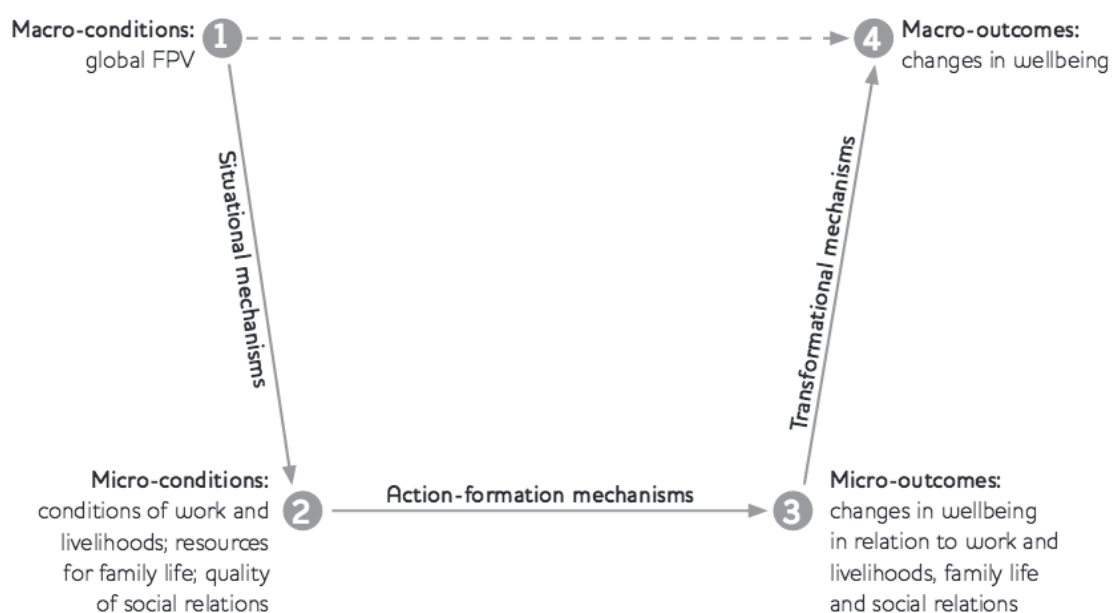 Macro-conditions:
global FPV
1
4
Macro-outcomes:
changes in wellbeing
Situational mechanisms
Transformational mechanisms
Micro-conditions:
conditions of work and
livelihoods; resources
for family life; quality
of social relations
2
Action-formation mechanisms
3
Micro-outcomes:
changes in wellbeing
in relation to work and
livelihoods, family life
and social relations